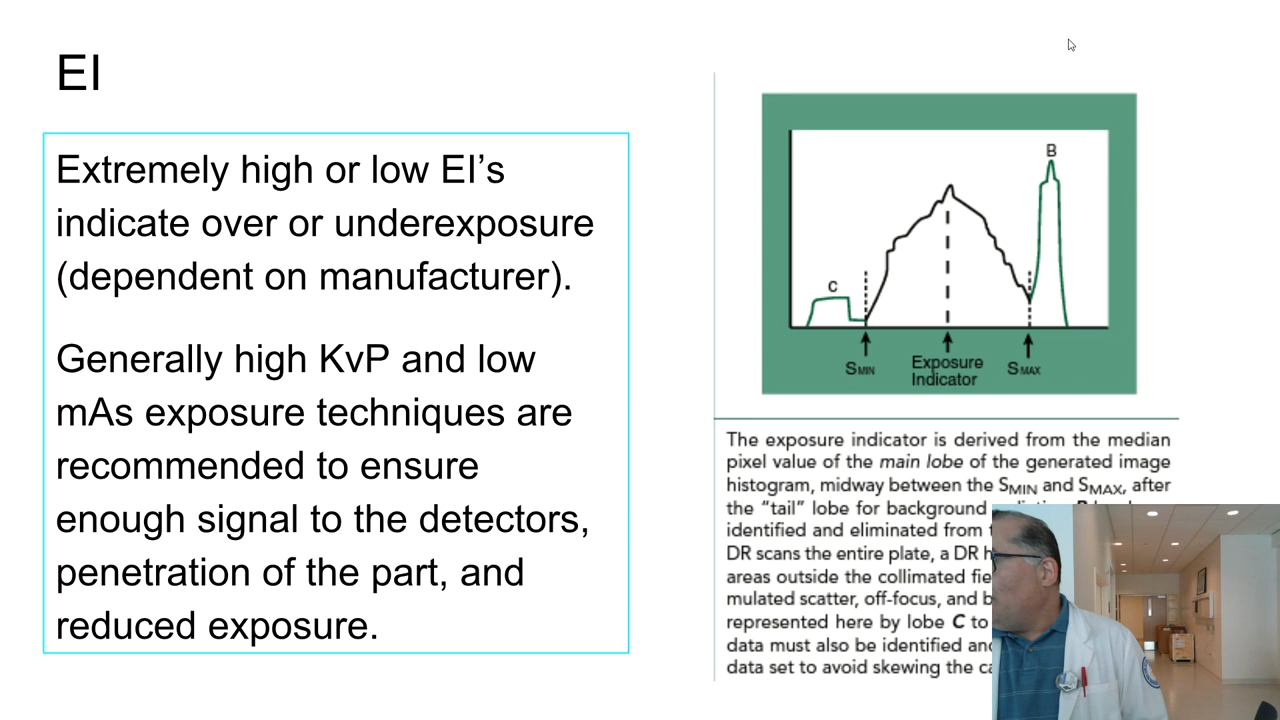 EI
Extremely high or low EI’s
indicate over or underexposure
(dependent on manufacturer).
Generally high KvP and low
mAs exposure techniques are
recommended to ensure
enough signal to the detectors,
penetration of the part, and
reduced exposure.
B
C
SMIN
Exposure
Indicator
SMAX
The exposure indicator is derived from the median
pixel value of the main lobe of the generated image
histogram, midway between the SMIN and SMAX, after
the “tail” lobe for background
identified and eliminated from
DR scans the entire plate, a DR
areas outside the collimated
mulated scatter, off-focus, and
represented here by lobe C to
data must also be identified
data set to avoid skewing the